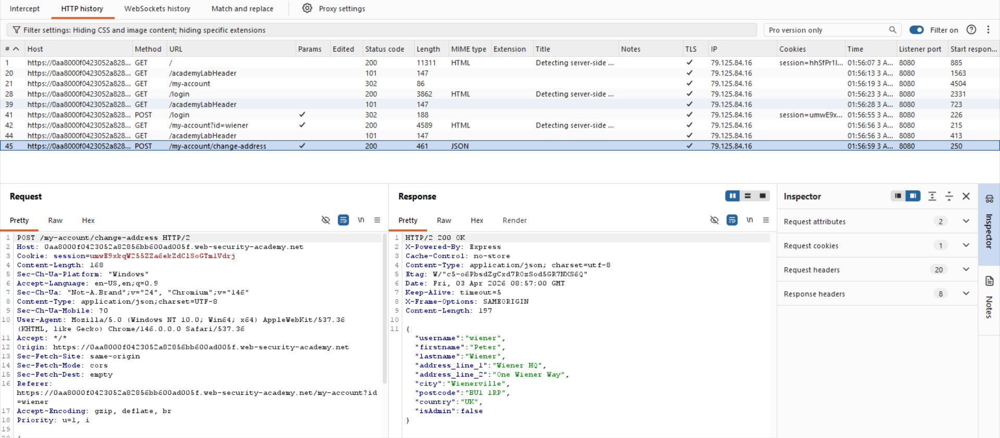 Intercept HTTP history WebSockets history Match and replace Proxy settings
Filter settings: Hiding CSS and image content; hiding specific extensions Pro version only Filter on
# Host Method URL Params Edited Status code Length MIME type Extension Title Notes TLS IP Cookies Time Listener port Start respon...
1 https://0aa8000f0423052a828... GET / 200 11311 HTML Detecting server-side ... ✓ 79.125.84.16 session=hhSfPr1l... 01:56:07 3 A... 8080 885
20 https://0aa8000f0423052a828... GET /academyLabHeader 101 147 ✓ 79.125.84.16 01:56:13 3 A... 8080 1563
21 https://0aa8000f0423052a828... GET /my-account 302 86 ✓ 79.125.84.16 01:56:19 3 A... 8080 4504
28 https://0aa8000f0423052a828... GET /login 200 3862 HTML Detecting server-side ... ✓ 79.125.84.16 01:56:23 3 A... 8080 2331
39 https://0aa8000f0423052a828... GET /academyLabHeader 101 147 ✓ 79.125.84.16 01:56:28 3 A... 8080 723
41 https://0aa8000f0423052a828... POST /login ✓ 302 188 ✓ 79.125.84.16 session=umwE9x... 01:56:55 3 A... 8080 226
42 https://0aa8000f0423052a828... GET /my-account?id=wiener ✓ 200 4589 HTML Detecting server-side ... ✓ 79.125.84.16 01:56:56 3 A... 8080 215
44 https://0aa8000f0423052a828... GET /academyLabHeader 101 147 ✓ 79.125.84.16 01:56:56 3 A... 8080 413
45 https://0aa8000f0423052a828... POST /my-account/change-address ✓ 200 461 JSON ✓ 79.125.84.16 01:56:59 3 A... 8080 250
Request
Pretty Raw Hex \n
1 POST /my-account/change-address HTTP/2
2 Host: 0aa8000f0423052a82856bb600ad005f.web-security-academy.net
3 Cookie: session=umwE9xkqW255ZZa6ekZdClSoGTmlVdrj
4 Content-Length: 168
5 Sec-Ch-Ua-Platform: "Windows"
6 Accept-Language: en-US,en;q=0.9
7 Sec-Ch-Ua: "Not-A.Brand";v="24", "Chromium";v="146"
8 Content-Type: application/json;charset=UTF-8
9 Sec-Ch-Ua-Mobile: ?0
10 User-Agent: Mozilla/5.0 (Windows NT 10.0; Win64; x64) AppleWebKit/537.36
(KHTML, like Gecko) Chrome/146.0.0.0 Safari/537.36
11 Accept: */*
12 Origin: https://0aa8000f0423052a82856bb600ad005f.web-security-academy.net
13 Sec-Fetch-Site: same-origin
14 Sec-Fetch-Mode: cors
15 Sec-Fetch-Dest: empty
16 Referer:
https://0aa8000f0423052a82856bb600ad005f.web-security-academy.net/my-account?id
=wiener
17 Accept-Encoding: gzip, deflate, br
18 Priority: u=1, i
19
Response
Pretty Raw Hex Render \n
1 HTTP/2 200 OK
2 X-Powered-By: Express
3 Cache-Control: no-store
4 Content-Type: application/json; charset=utf-8
5 Etag: W/"c5-o6PbsdZgCxd7R0zSod5GR7NXS6Q"
6 Date: Fri, 03 Apr 2026 08:57:00 GMT
7 Keep-Alive: timeout=5
8 X-Frame-Options: SAMEORIGIN
9 Content-Length: 197
10
11 {
"username":"wiener",
"firstname":"Peter",
"lastname":"Wiener",
"address_line_1":"Wiener HQ",
"address_line_2":"One Wiener Way",
"city":"Wienerville",
"postcode":"BU1 1RP",
"country":"UK",
"isAdmin":false
}
Inspector
Request attributes 2
Request cookies 1
Request headers 20
Response headers 8
Inspector
Notes